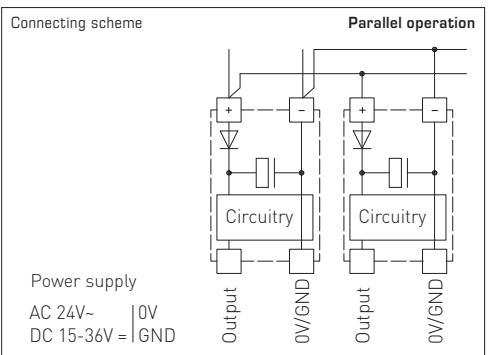 Connecting scheme
Parallel operation
+
–
+
–
Circuitry
Circuitry
Power supply
AC 24V~ 0V
DC 15-36V = GND
Output
0V/GND
Output
0V/GND